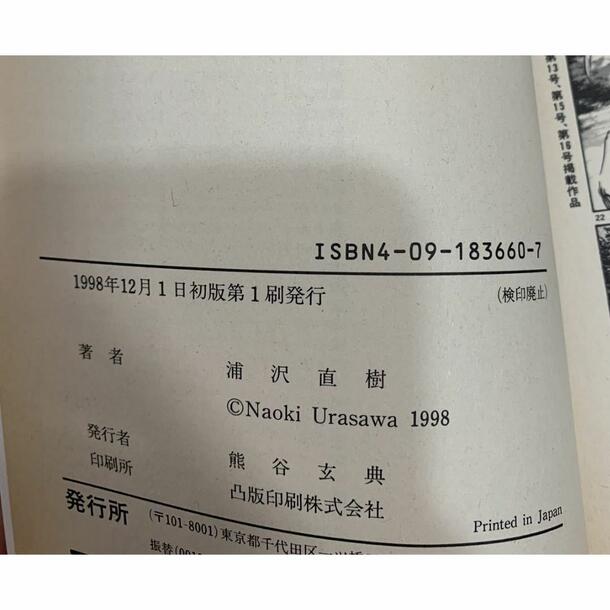 第13号、第15号、第16号掲載作品
22
ISBN4-09-183660-7
1998年12月1日初版第1刷発行
(検印廃止)
著者
浦沢直樹
©Naoki Urasawa 1998
発行者
熊谷玄典
印刷所
凸版印刷株式会社
Printed in Japan
発行所
(〒101-8001)東京都千代田区一ツ橋
振替(00